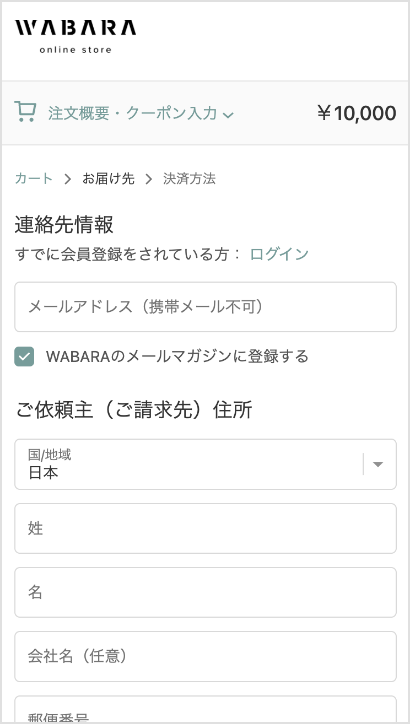 WABARA
online store
注文概要・クーポン入力
¥10,000
カート > お届け先 > 決済方法
連絡先情報
すでに会員登録をされている方： ログイン
メールアドレス（携帯メール不可）
WABARAのメールマガジンに登録する
ご依頼主（ご請求先）住所
国/地域
日本
姓
名
会社名（任意）
郵便番号